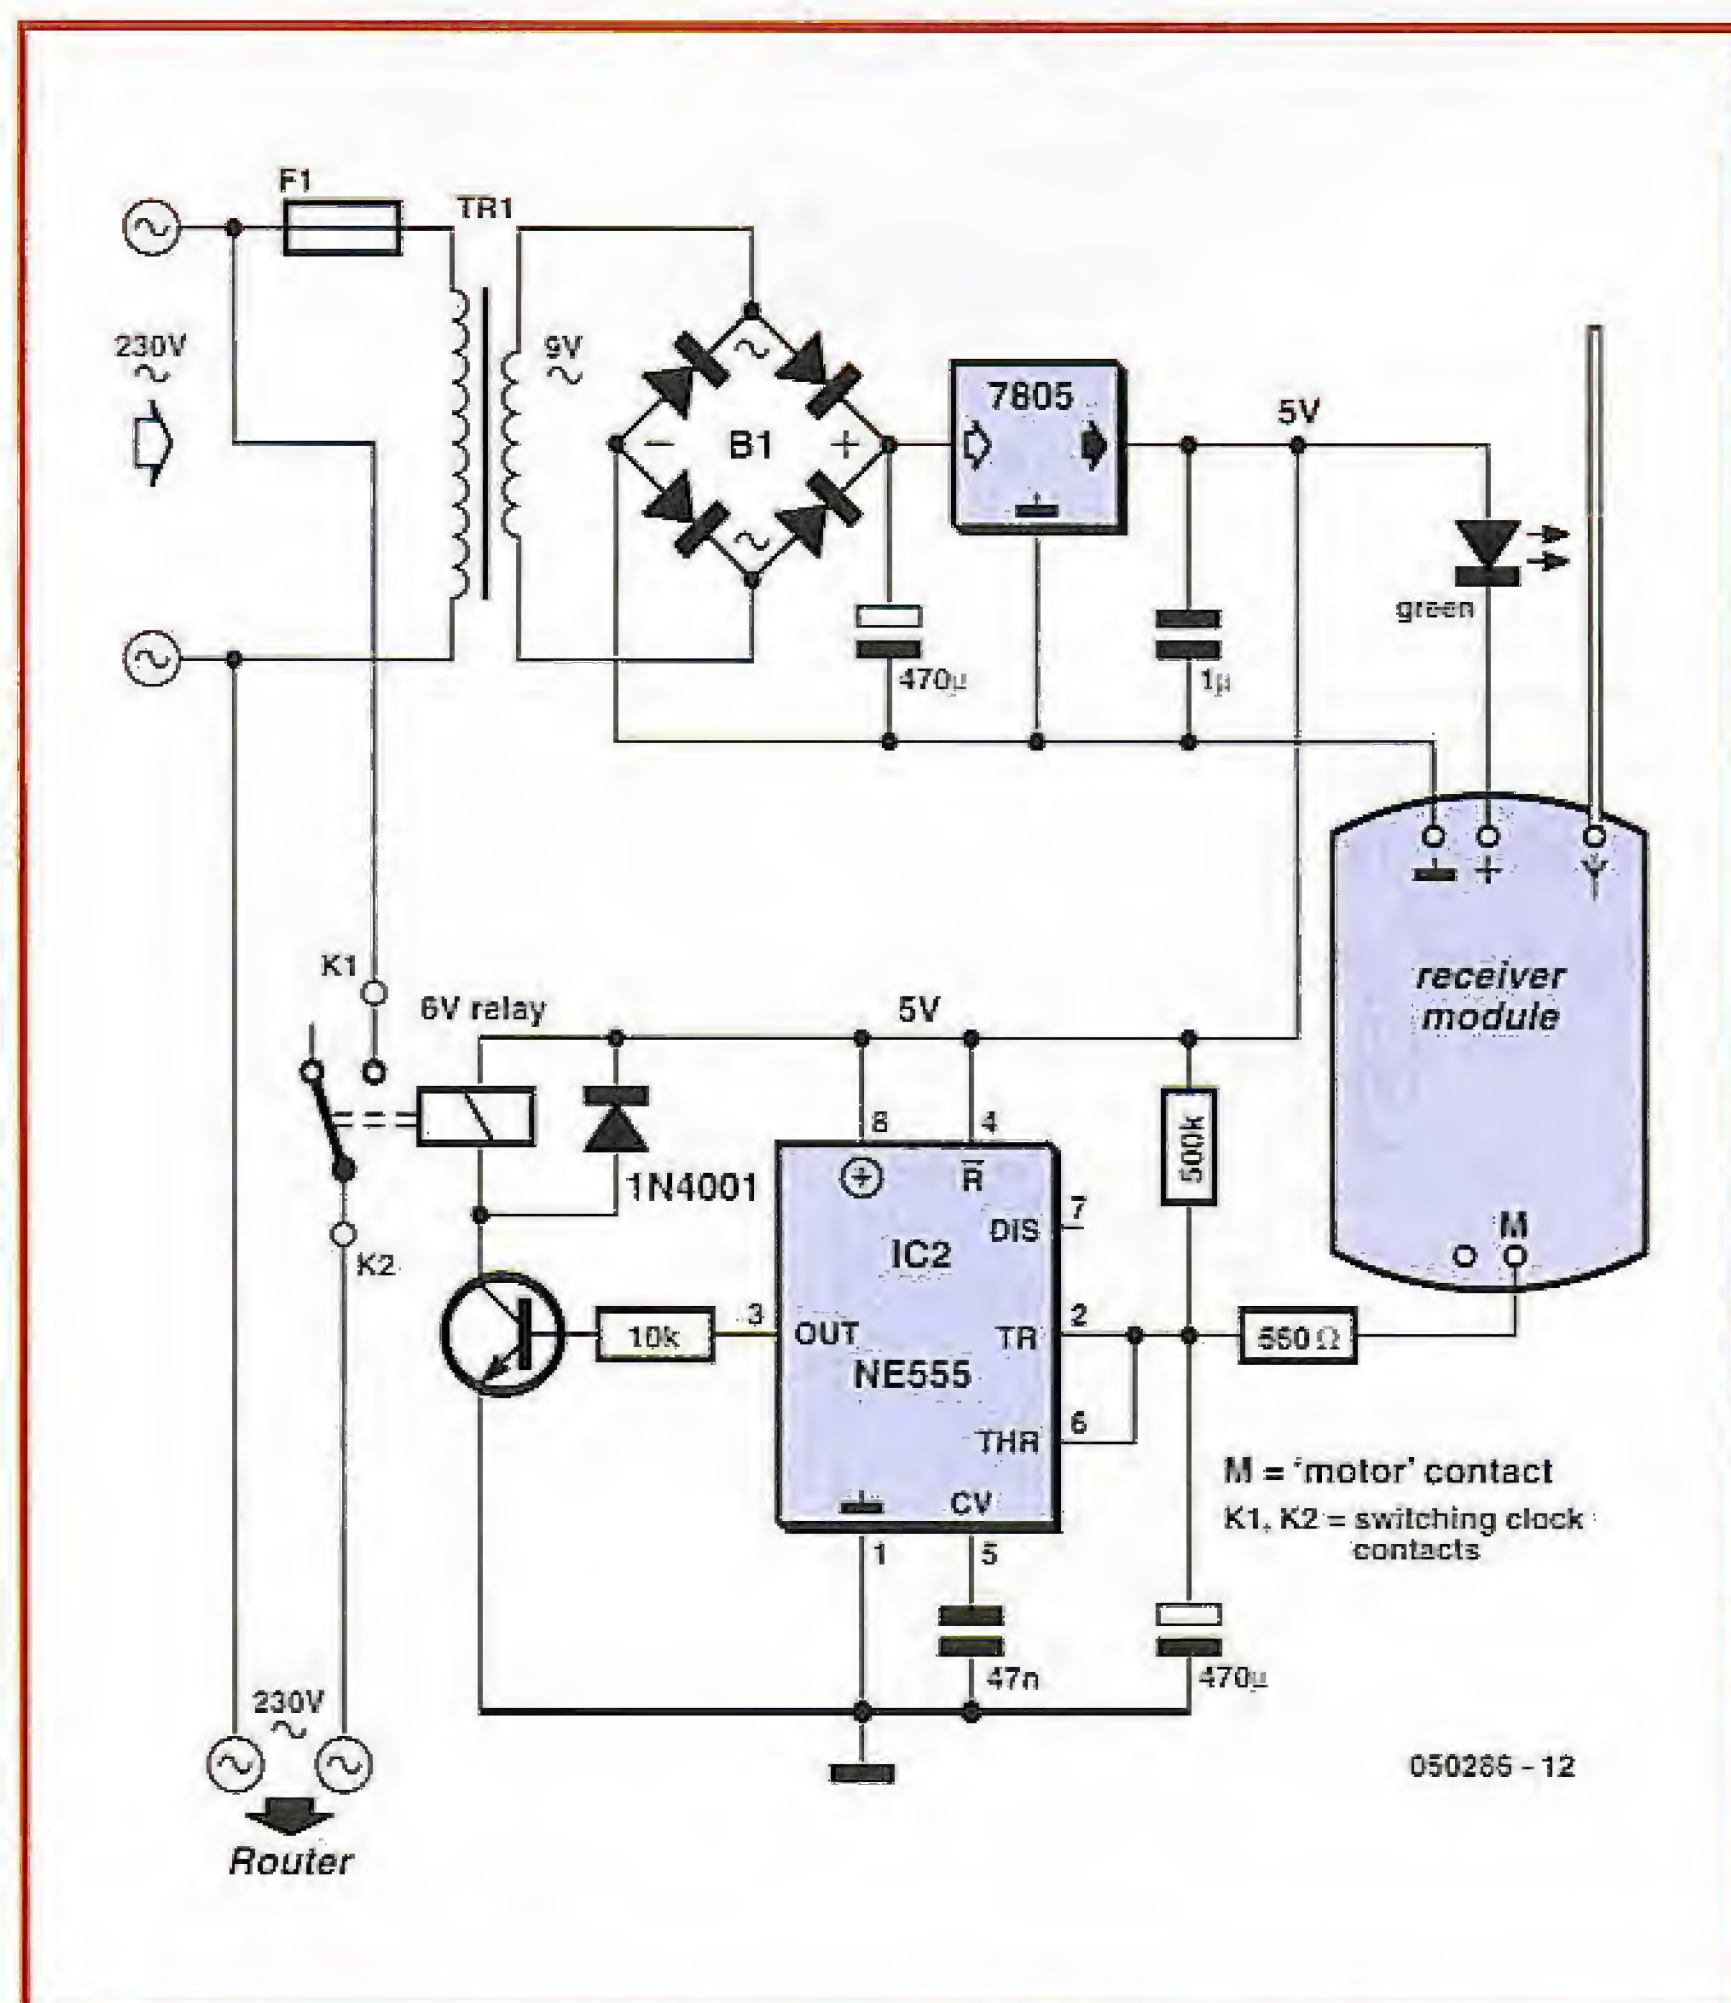 F1
TR1
230V
9V
B1
7805
5V
green
470µ
1µ
receiver
module
K1
6V relay
5V
8
4
500k
1N4001
R
7
DIS
IC2
M
K2
10k
3
OUT
TR
2
560 Ω
NE555
THR
6
M = 'motor' contact
CV
K1, K2 = switching clock
contacts
1
5
47n
470µ
230V
050286 - 12
Router